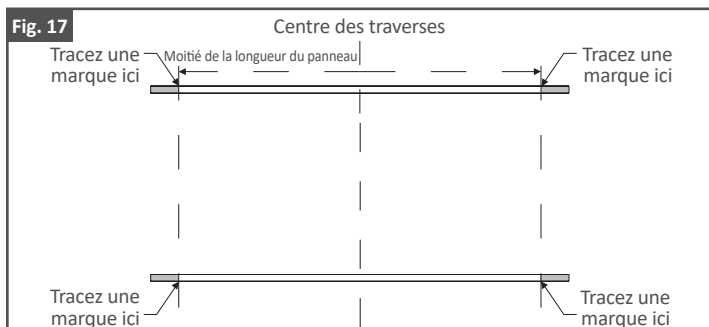 Fig. 17
Centre des traverses
Tracez une
marque ici
Moitié de la longueur du panneau
Tracez une
marque ici
Tracez une
marque ici
Tracez une
marque ici